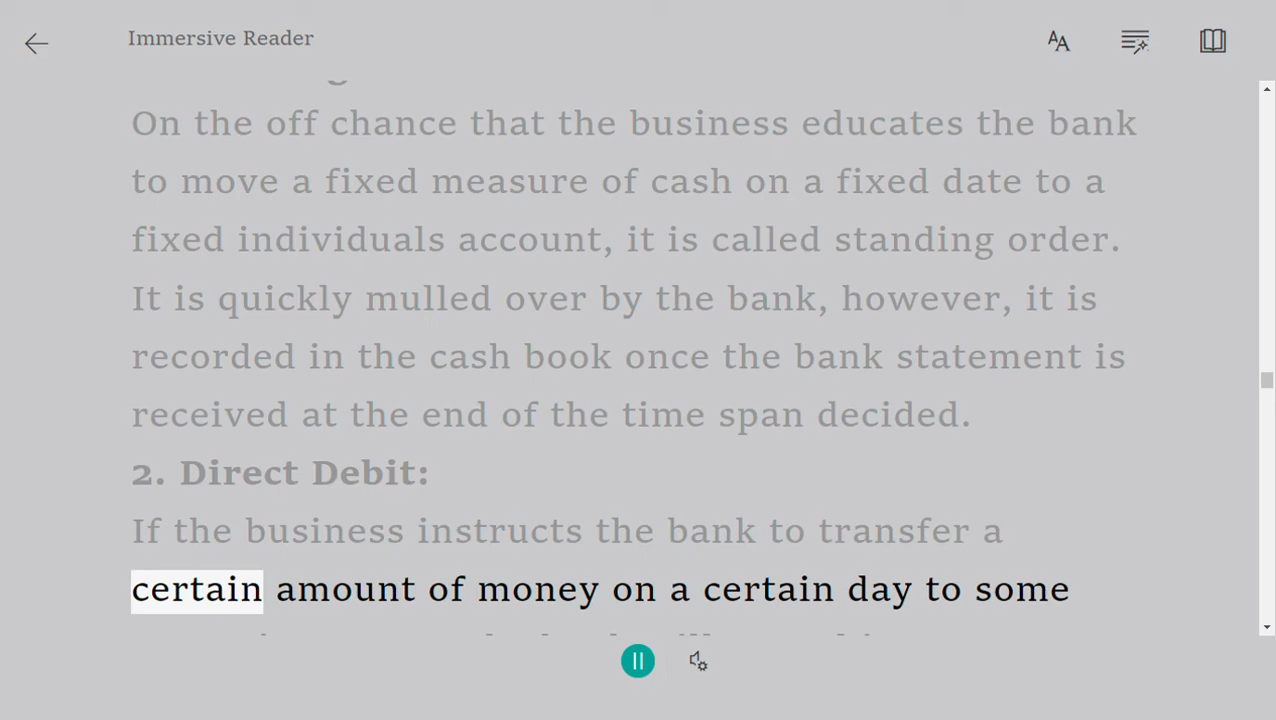 Immersive Reader
On the off chance that the business educates the bank
to move a fixed measure of cash on a fixed date to a
fixed individuals account, it is called standing order.
It is quickly mulled over by the bank, however, it is
recorded in the cash book once the bank statement is
received at the end of the time span decided.
2. Direct Debit:
If the business instructs the bank to transfer a
certain amount of money on a certain day to some